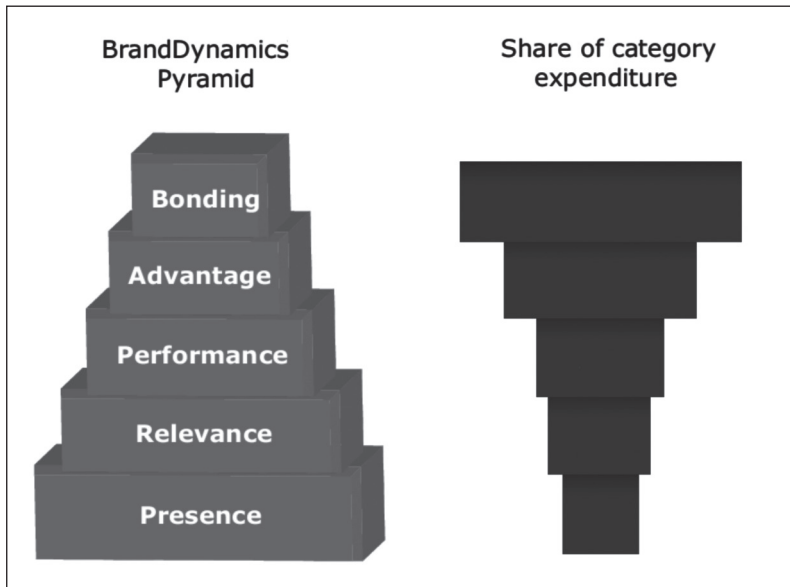 BrandDynamics
Pyramid
Share of category
expenditure
Bonding
Advantage
Performance
Relevance
Presence